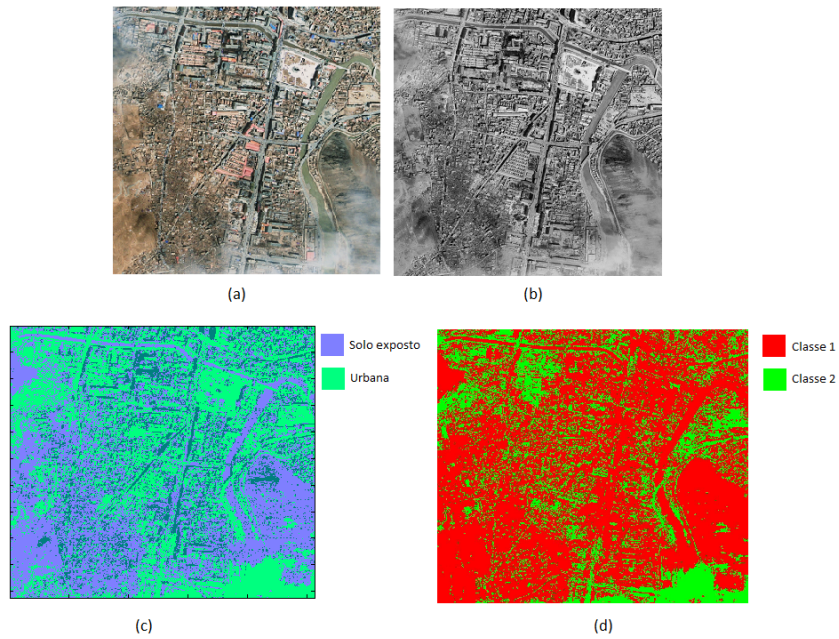 (a)
(b)
Solo exposto
Urbana
Classe 1
Classe 2
(c)
(d)